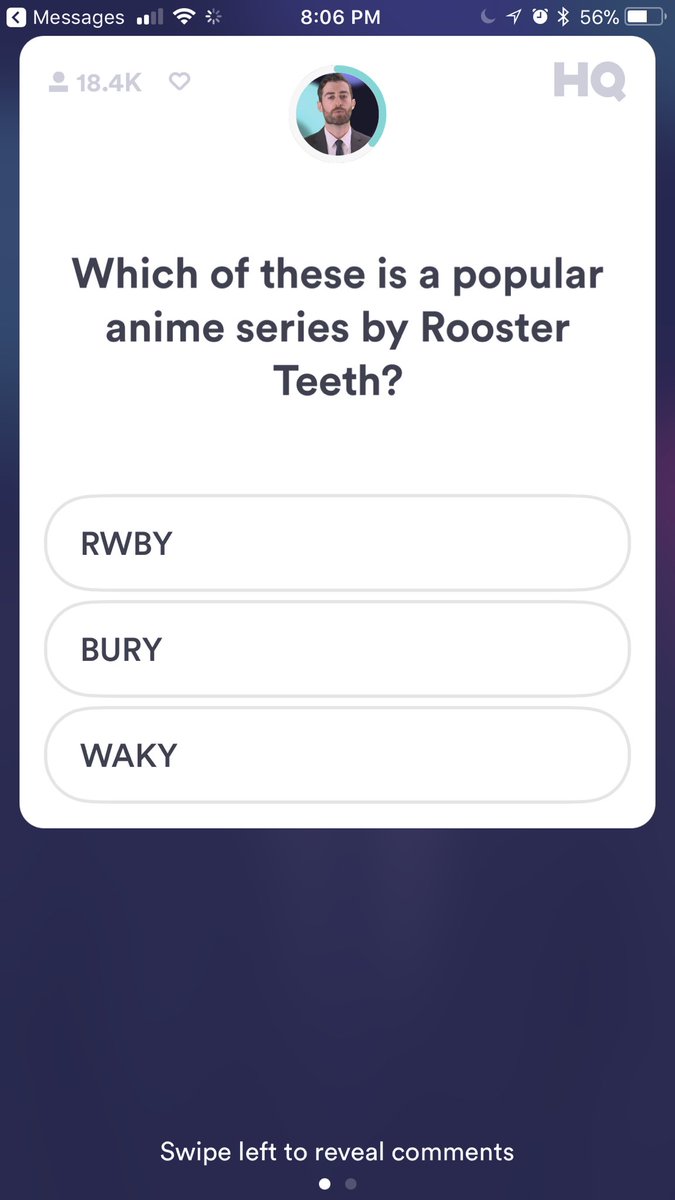 Messages 8:06 PM 56%
18.4K HQ
Which of these is a popular
anime series by Rooster
Teeth?
RWBY
BURY
WAKY
Swipe left to reveal comments